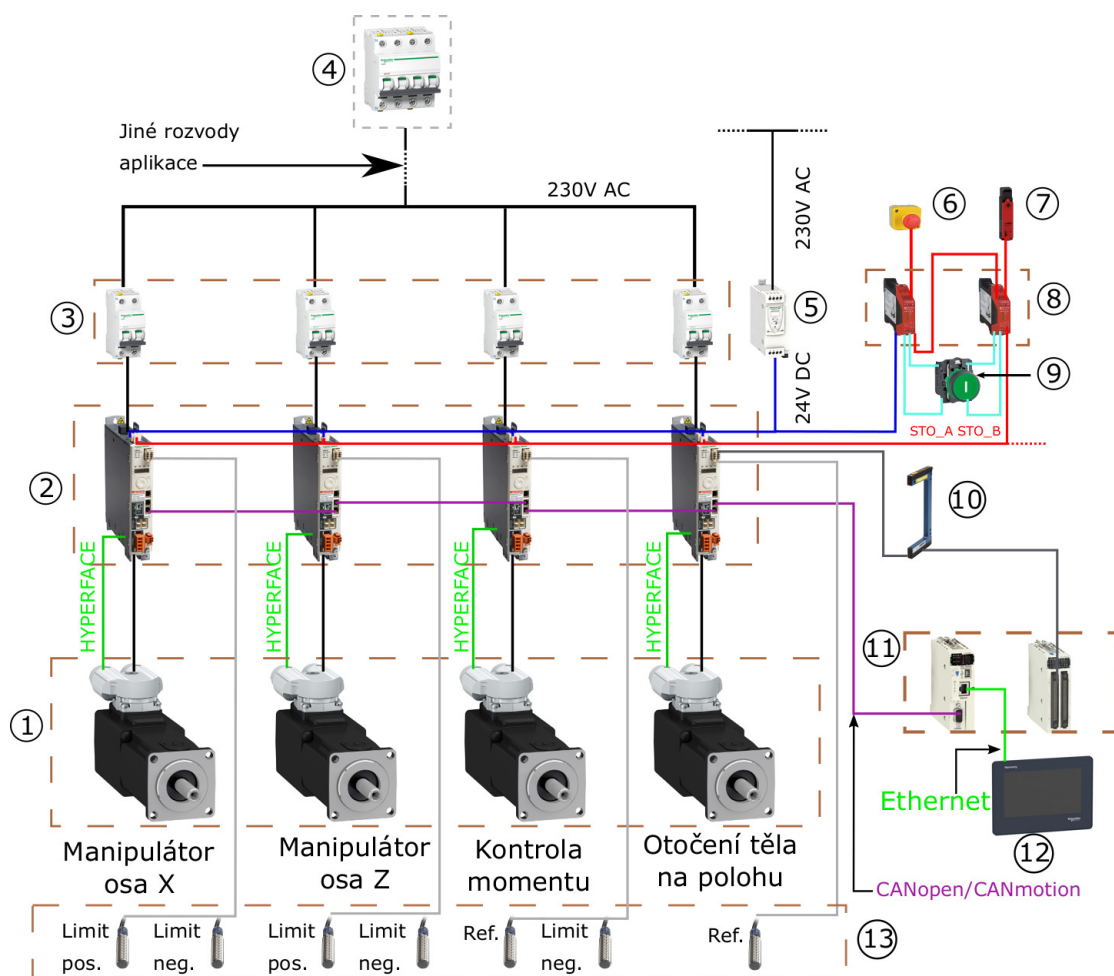 4
Jiné rozvody
aplikace
230V AC
230V AC
6
7
3
5
8
24V DC
9
STO_A STO_B
2
10
HYPERFACE
HYPERFACE
HYPERFACE
HYPERFACE
11
1
Ethernet
12
Manipulátor
osa X
Manipulátor
osa Z
Kontrola
momentu
Otočení těla
na polohu
CANopen/CANmotion
Limit
pos.
Limit
neg.
Limit
pos.
Limit
neg.
Ref.
Limit
neg.
Ref.
13